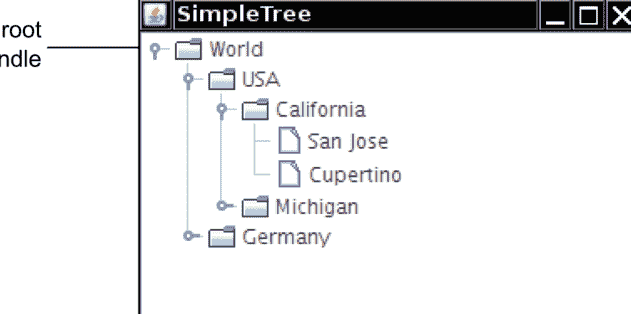 SimpleTree
root
ndle
World
USA
California
San Jose
Cupertino
Michigan
Germany